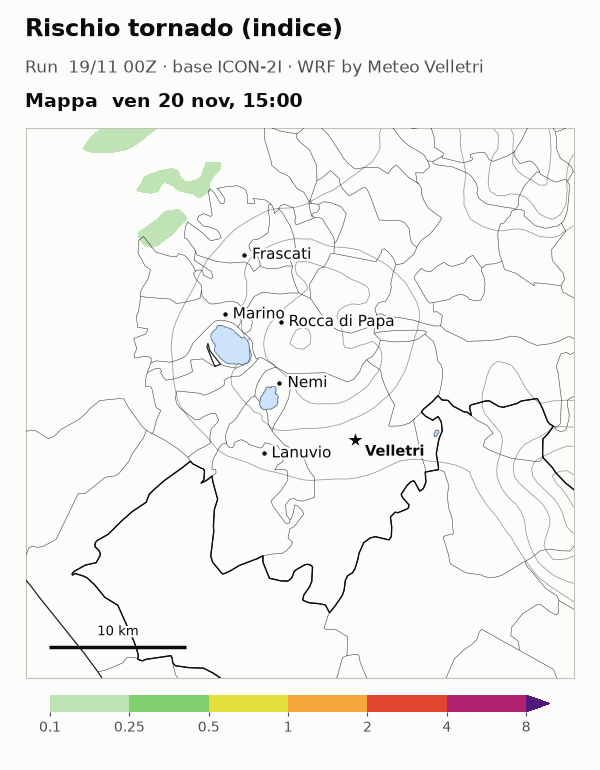 Rischio tornado (indice)
Run  19/11 00Z · base ICON-2I · WRF by Meteo Velletri
Mappa  ven 20 nov, 15:00
Frascati
Marino
Rocca di Papa
Nemi
Velletri
Lanuvio
10 km
0.1 0.25 0.5 1 2 4 8